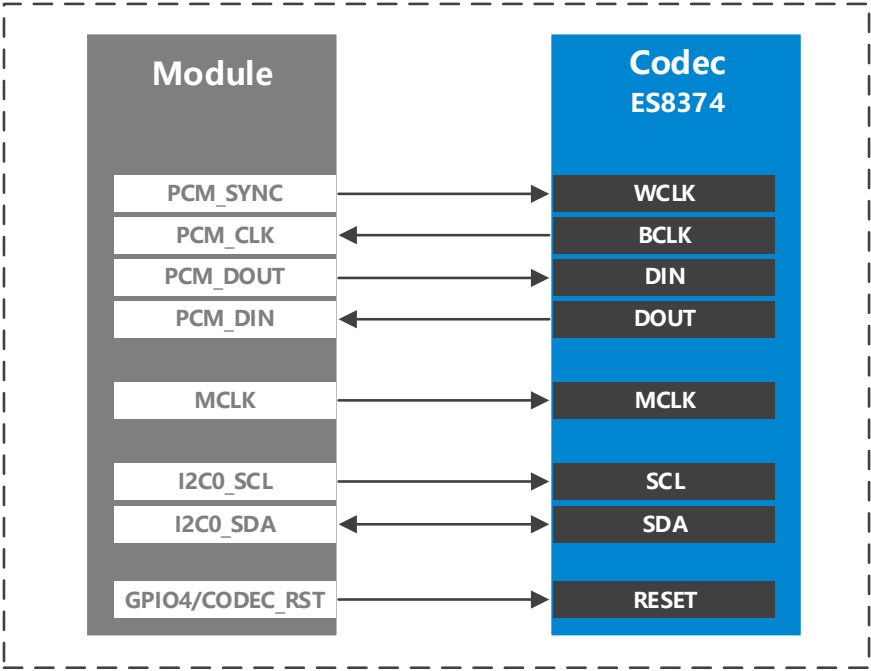 Module
Codec
ES8374
PCM_SYNC
WCLK
PCM_CLK
BCLK
PCM_DOUT
DIN
PCM_DIN
DOUT
MCLK
MCLK
I2C0_SCL
SCL
I2C0_SDA
SDA
GPIO4/CODEC_RST
RESET